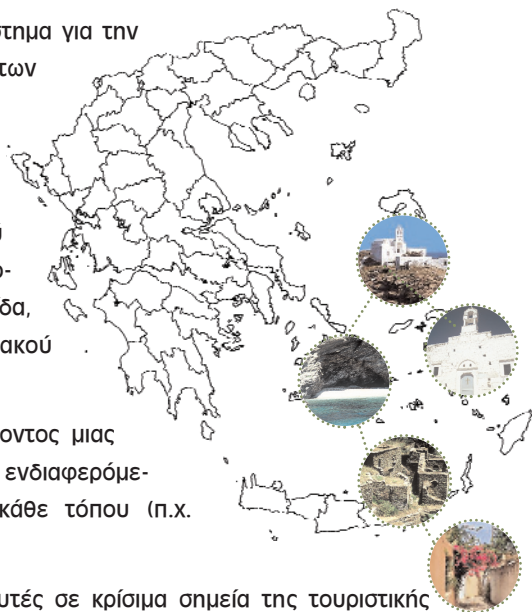 στημα για την
των
ο-
δα,
ακού
οντος μιας
ενδιαφερόμε-
κάθε τόπου (π.χ.
υτές σε κρίσιμα σημεία της τουριστικής